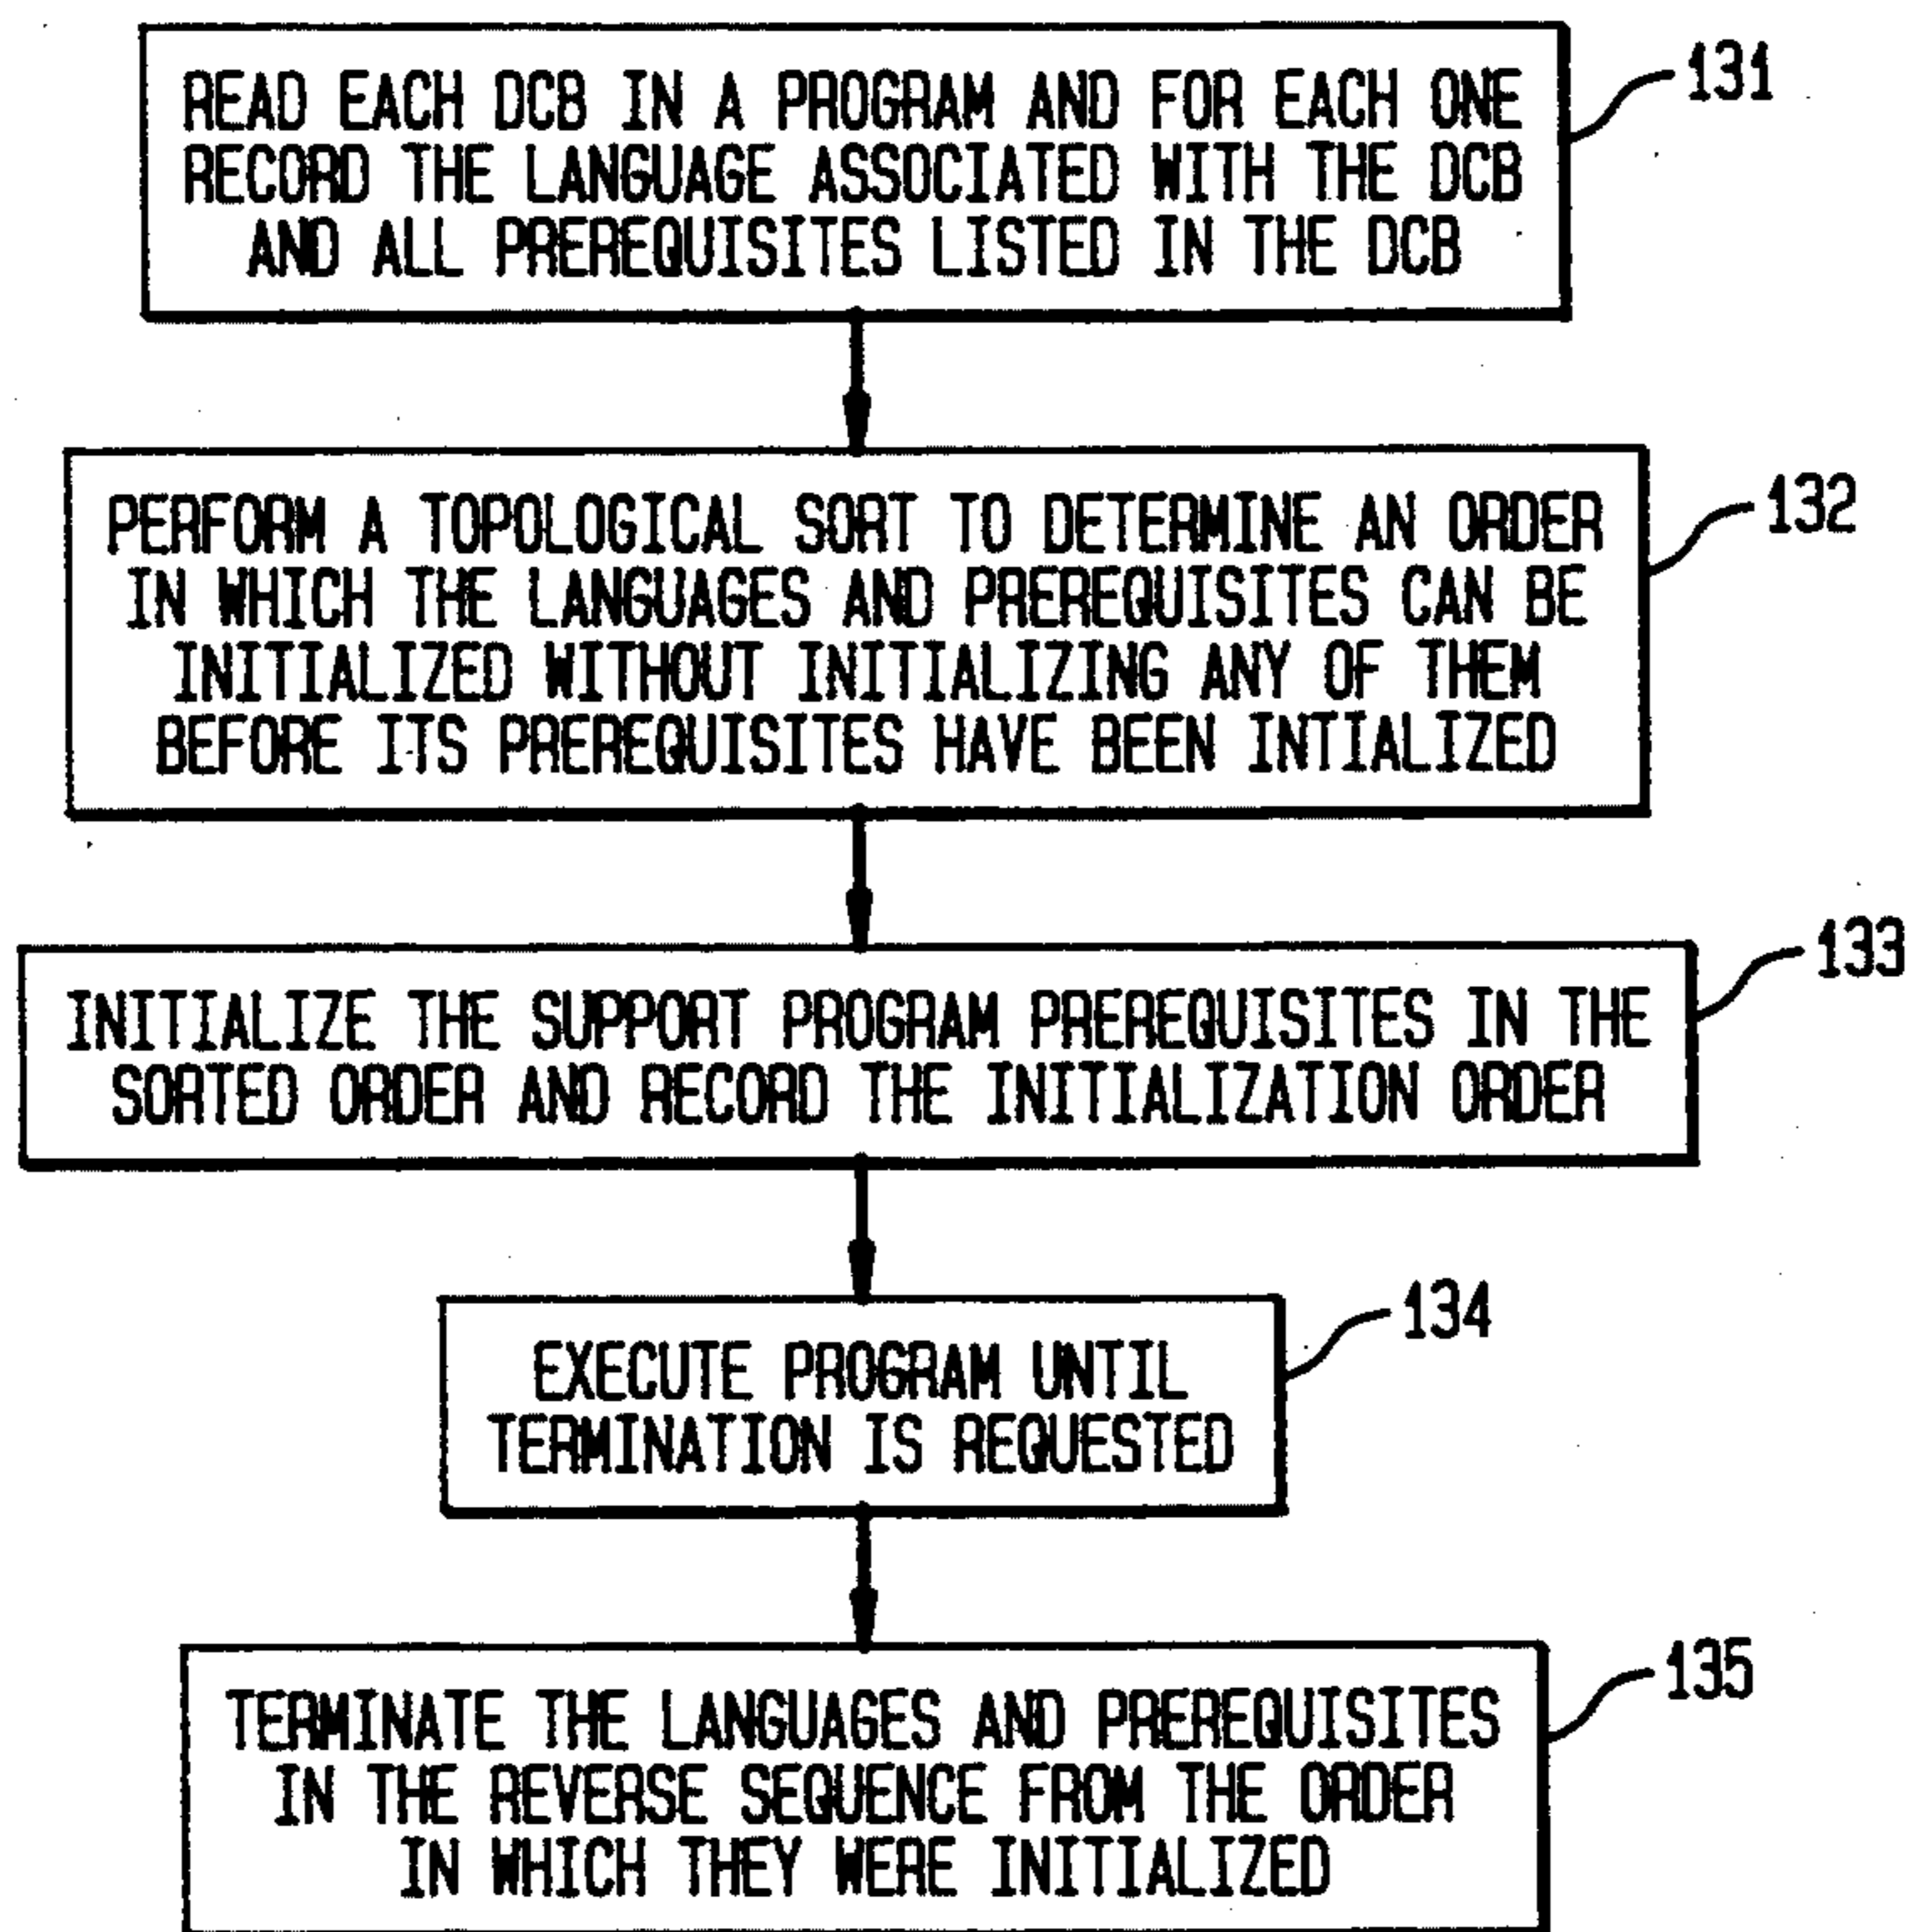 READ EACH DCB IN A PROGRAM AND FOR EACH ONE
RECORD THE LANGUAGE ASSOCIATED WITH THE DCB
AND ALL PREREQUISITES LISTED IN THE DCB
131
PERFORM A TOPOLOGICAL SORT TO DETERMINE AN ORDER
IN WHICH THE LANGUAGES AND PREREQUISITES CAN BE
INITIALIZED WITHOUT INITIALIZING ANY OF THEM
BEFORE ITS PREREQUISITES HAVE BEEN INTIALIZED
132
INITIALIZE THE SUPPORT PROGRAM PREREQUISITES IN THE
SORTED ORDER AND RECORD THE INITIALIZATION ORDER
133
EXECUTE PROGRAM UNTIL
TERMINATION IS REQUESTED
134
TERMINATE THE LANGUAGES AND PREREQUISITES
IN THE REVERSE SEQUENCE FROM THE ORDER
IN WHICH THEY WERE INITIALIZED
135